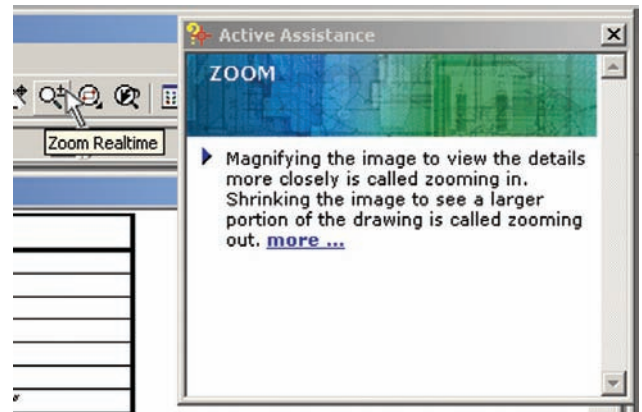 Active Assistance
ZOOM
Zoom Realtime
Magnifying the image to view the details
more closely is called zooming in.
Shrinking the image to see a larger
portion of the drawing is called zooming
out. more ...